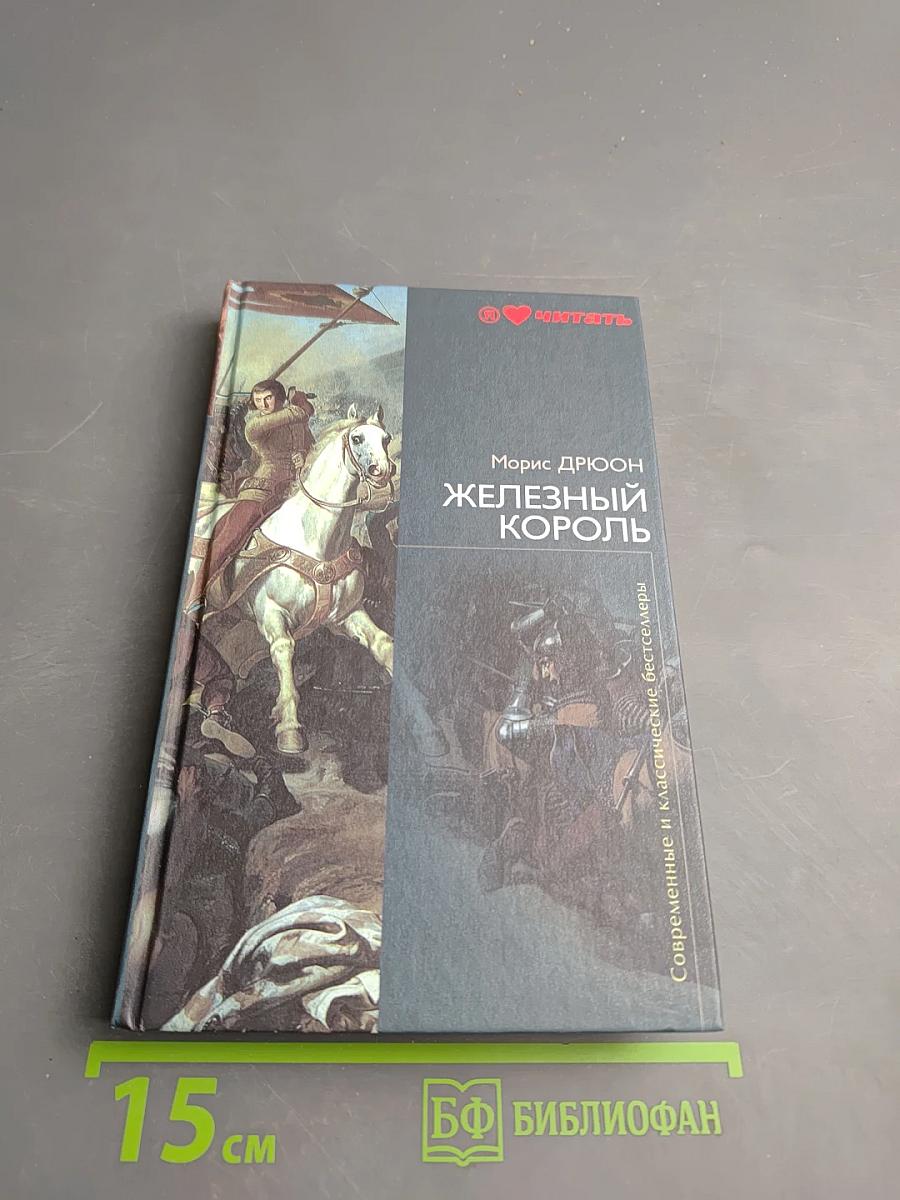 Я ❤ читать
Морис ДРЮОН
ЖЕЛЕЗНЫЙ
КОРОЛЬ
Современные и классические бестселлеры
15 см
БФ БИБЛИОФАН